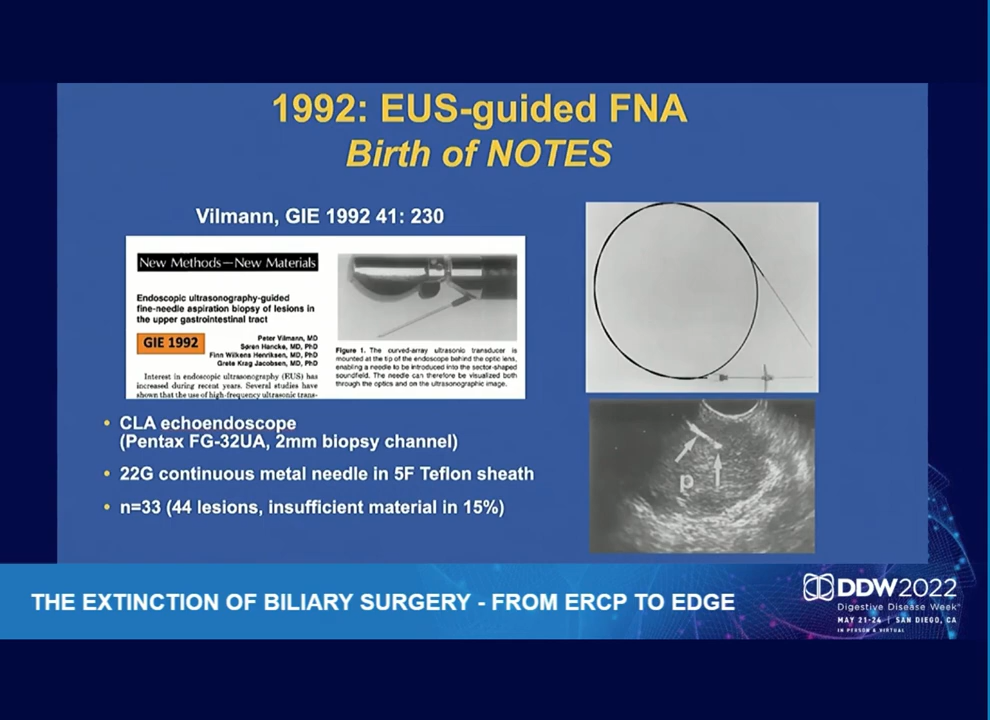 1992: EUS-guided FNA
Birth of NOTES
Vilmann, GIE 1992 41: 230
New Methods—New Materials
Endoscopic ultrasonography-guided
fine-needle aspiration biopsy of lesions in
the upper gastrointestinal tract
GIE 1992
Peter Vilmann, MD
Søren Hancke, MD, PhD
Finn Wilkens Henriksen, MD, PhD
Grete Krag Jacobsen, MD, PhD
Interest in endoscopic ultrasonography (EUS) has
increased during recent years. Several studies have
shown that the use of high-frequency ultrasonic trans-
Figure 1. The curved-array ultrasonic transducer is
mounted at the tip of the endoscope behind the optic lens,
enabling a needle to be introduced into the sector-shaped
soundfield. The needle can therefore be visualized both
through the optics and on the ultrasonographic image.
• CLA echoendoscope
(Pentax FG-32UA, 2mm biopsy channel)
• 22G continuous metal needle in 5F Teflon sheath
• n=33 (44 lesions, insufficient material in 15%)
p
THE EXTINCTION OF BILIARY SURGERY - FROM ERCP TO EDGE
DDW2022
Digestive Disease Week®
MAY 21-24 | SAN DIEGO, CA
IN PERSON & VIRTUAL